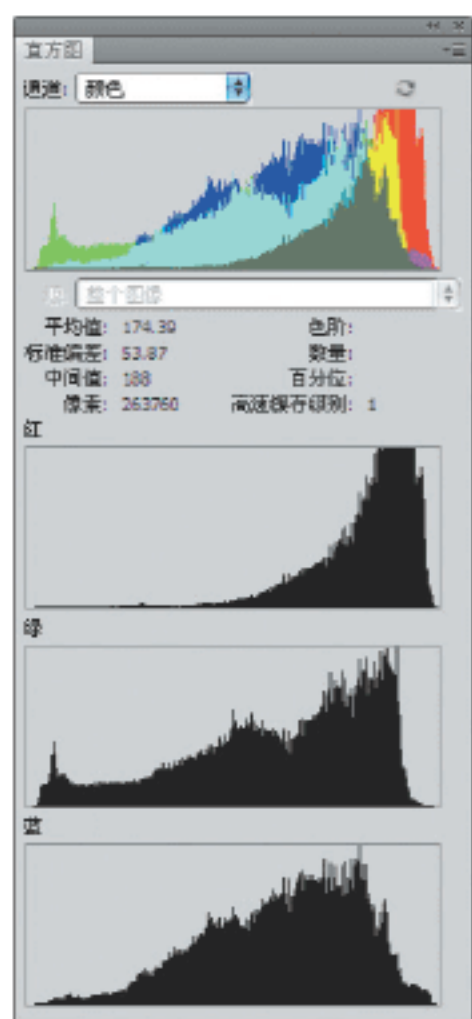 直方图
通道: 颜色
整个图像
平均值: 174.39 色阶:
标准偏差: 53.87 数量:
中间值: 188 百分位:
像素: 263760 高速缓存级别: 1
红
绿
蓝